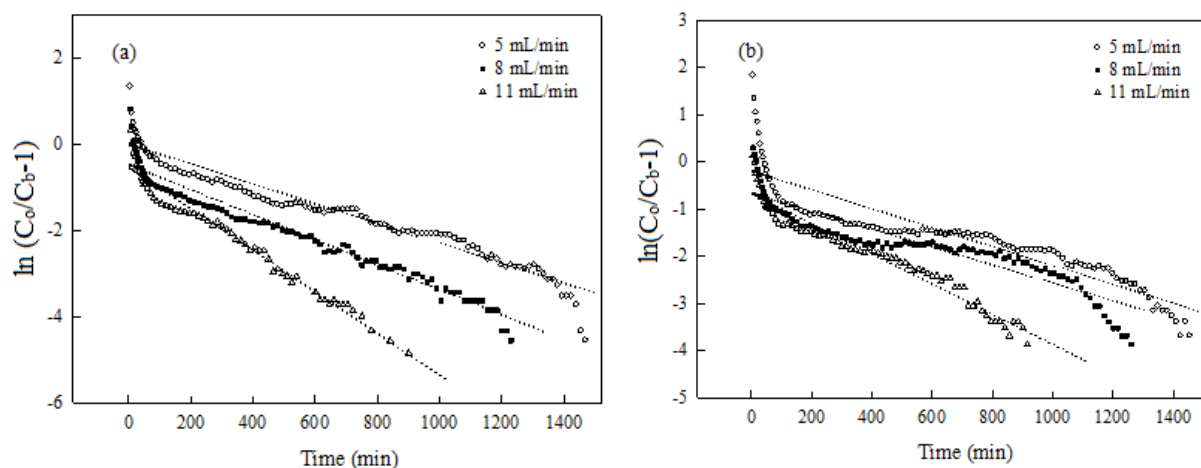 (a)
5 mL/min
8 mL/min
11 mL/min
ln (Co/Cb-1)
2
0
-2
-4
-6
0 200 400 600 800 1000 1200 1400
Time (min)
(b)
5 mL/min
8 mL/min
11 mL/min
ln(Co/Cb-1)
3
2
1
0
-1
-2
-3
-4
-5
0 200 400 600 800 1000 1200 1400
Time (min)